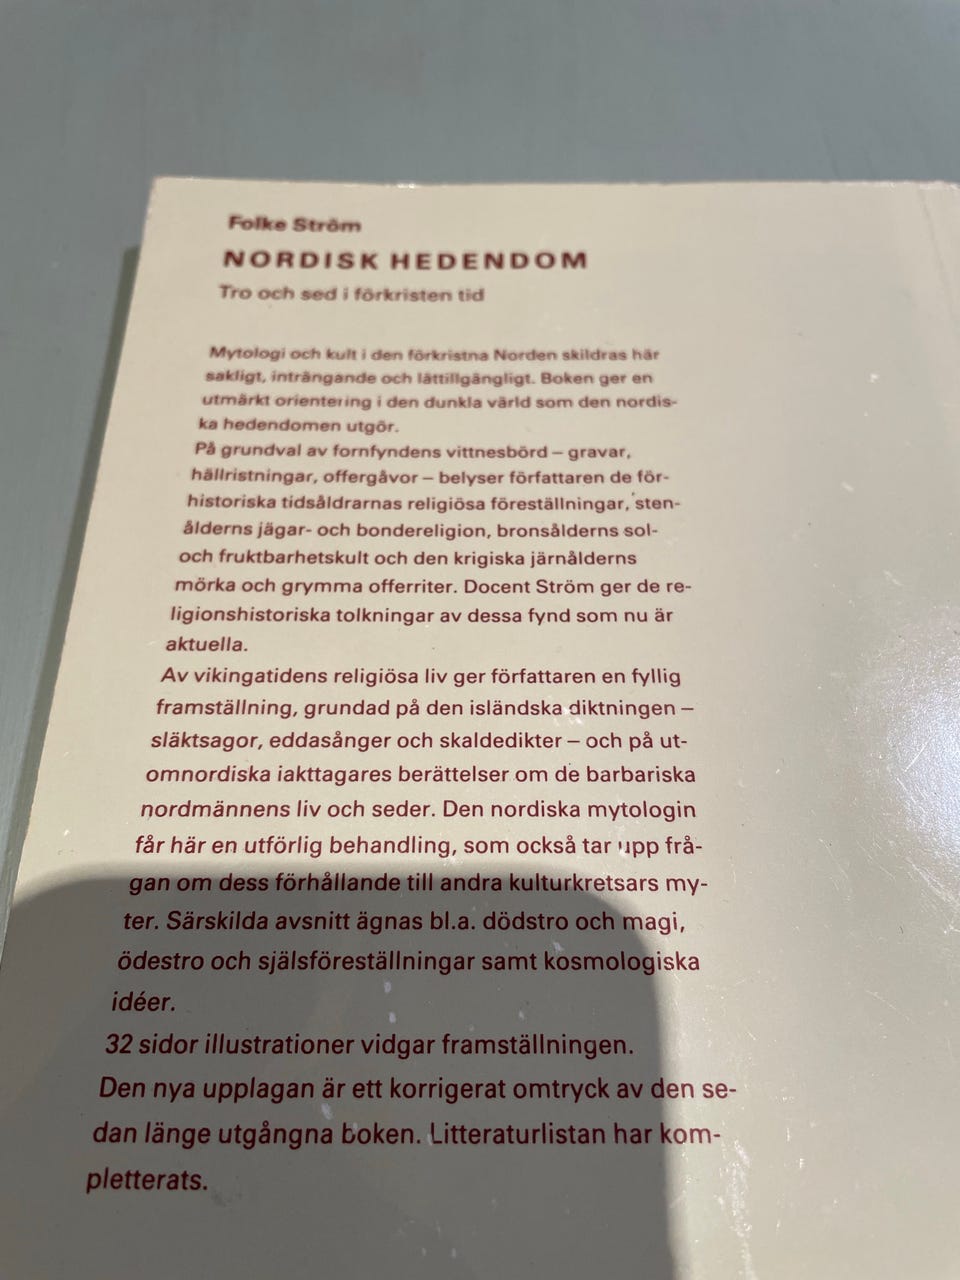 Folke Ström
NORDISK HEDENDOM
Tro och sed i förkristen tid
Mytologi och kult i den förkristna Norden skildras här
sakligt, inträngande och lättillgängligt. Boken ger en
utmärkt orientering i den dunkla värld som den nordis-
ka hedendomen utgör.
På grundval av fornfyndens vittnesbörd – gravar,
hällristningar, offergåvor – belyser författaren de för-
historiska tidsåldrarnas religiösa föreställningar, sten-
ålderns jägar- och bondereligion, bronsålderns sol-
och fruktbarhetskult och den krigiska järnålderns
mörka och grymma offerriter. Docent Ström ger de re-
ligionshistoriska tolkningar av dessa fynd som nu är
aktuella.
Av vikingatidens religiösa liv ger författaren en fyllig
framställning, grundad på den isländska diktningen –
släktsagor, eddasånger och skaldedikter – och på ut-
omnordiska iakttagares berättelser om de barbariska
nordmännens liv och seder. Den nordiska mytologin
får här en utförlig behandling, som också tar upp frå-
gan om dess förhållande till andra kulturkretsars my-
ter. Särskilda avsnitt ägnas bl.a. dödstro och magi,
ödestro och själsföreställningar samt kosmologiska
idéer.
32 sidor illustrationer vidgar framställningen.
Den nya upplagan är ett korrigerat omtryck av den se-
dan länge utgångna boken. Litteraturlistan har kom-
pletterats.